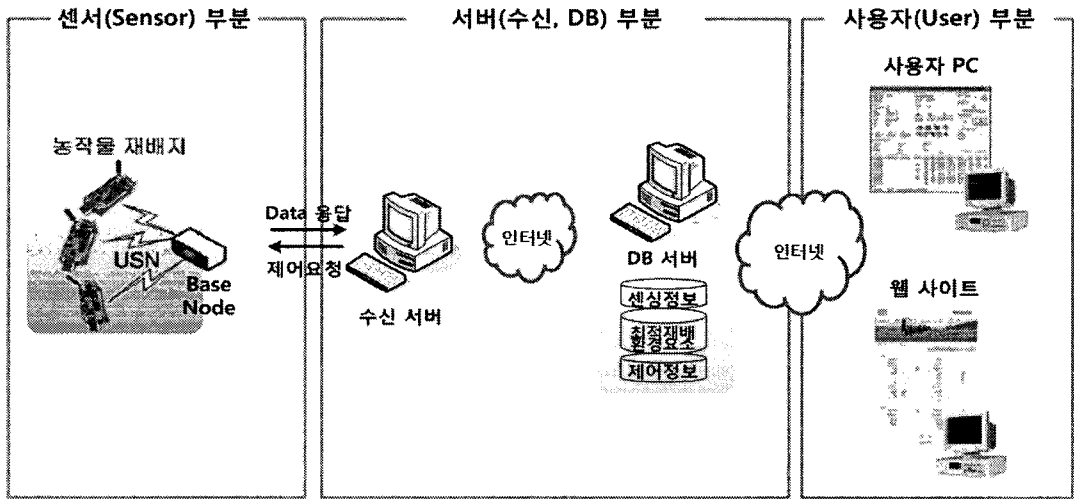 센서(Sensor) 부분
서버(수신, DB) 부분
사용자(User) 부분
사용자 PC
농작물 재배지
USN
Base
Node
Data 응답
제어요청
수신 서버
인터넷
DB 서버
센싱정보
최적재배
환경요소
제어정보
인터넷
웹 사이트